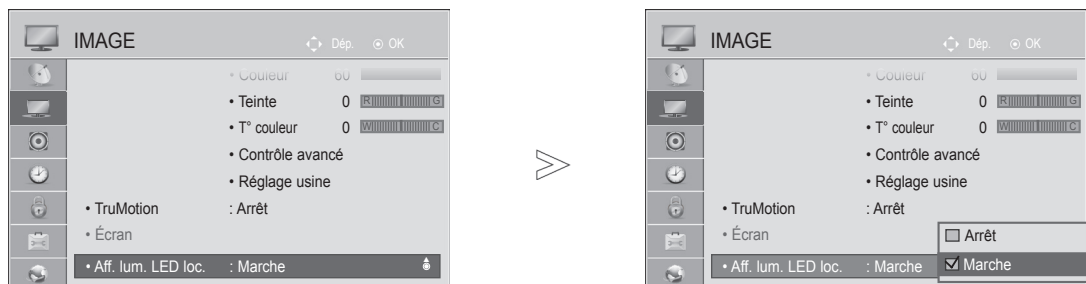 IMAGE Dép. OK
• Couleur 60
• Teinte 0 R G
• T° couleur 0 W C
• Contrôle avancé
• Réglage usine
• TruMotion : Arrêt
• Écran
• Aff. lum. LED loc. : Marche
IMAGE Dép. OK
• Couleur 60
• Teinte 0 R G
• T° couleur 0 W C
• Contrôle avancé
• Réglage usine
• TruMotion : Arrêt
• Écran
Arrêt
• Aff. lum. LED loc. : Marche
Marche